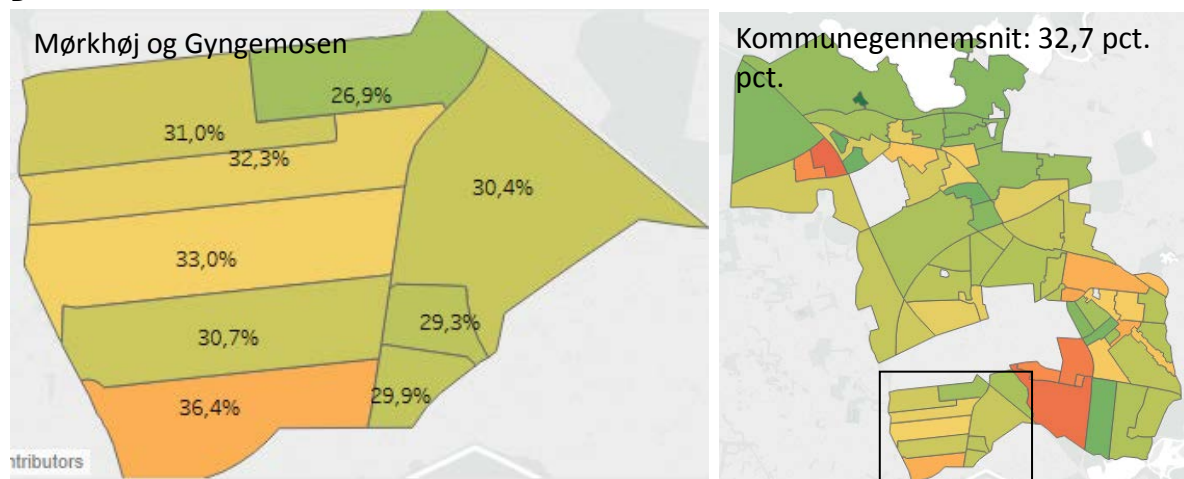 Mørkhøj og Gyngemosen
26,9%
31,0%
32,3%
30,4%
33,0%
29,3%
30,7%
29,9%
36,4%
ntributors
Kommunegennemsnit: 32,7 pct.
pct.